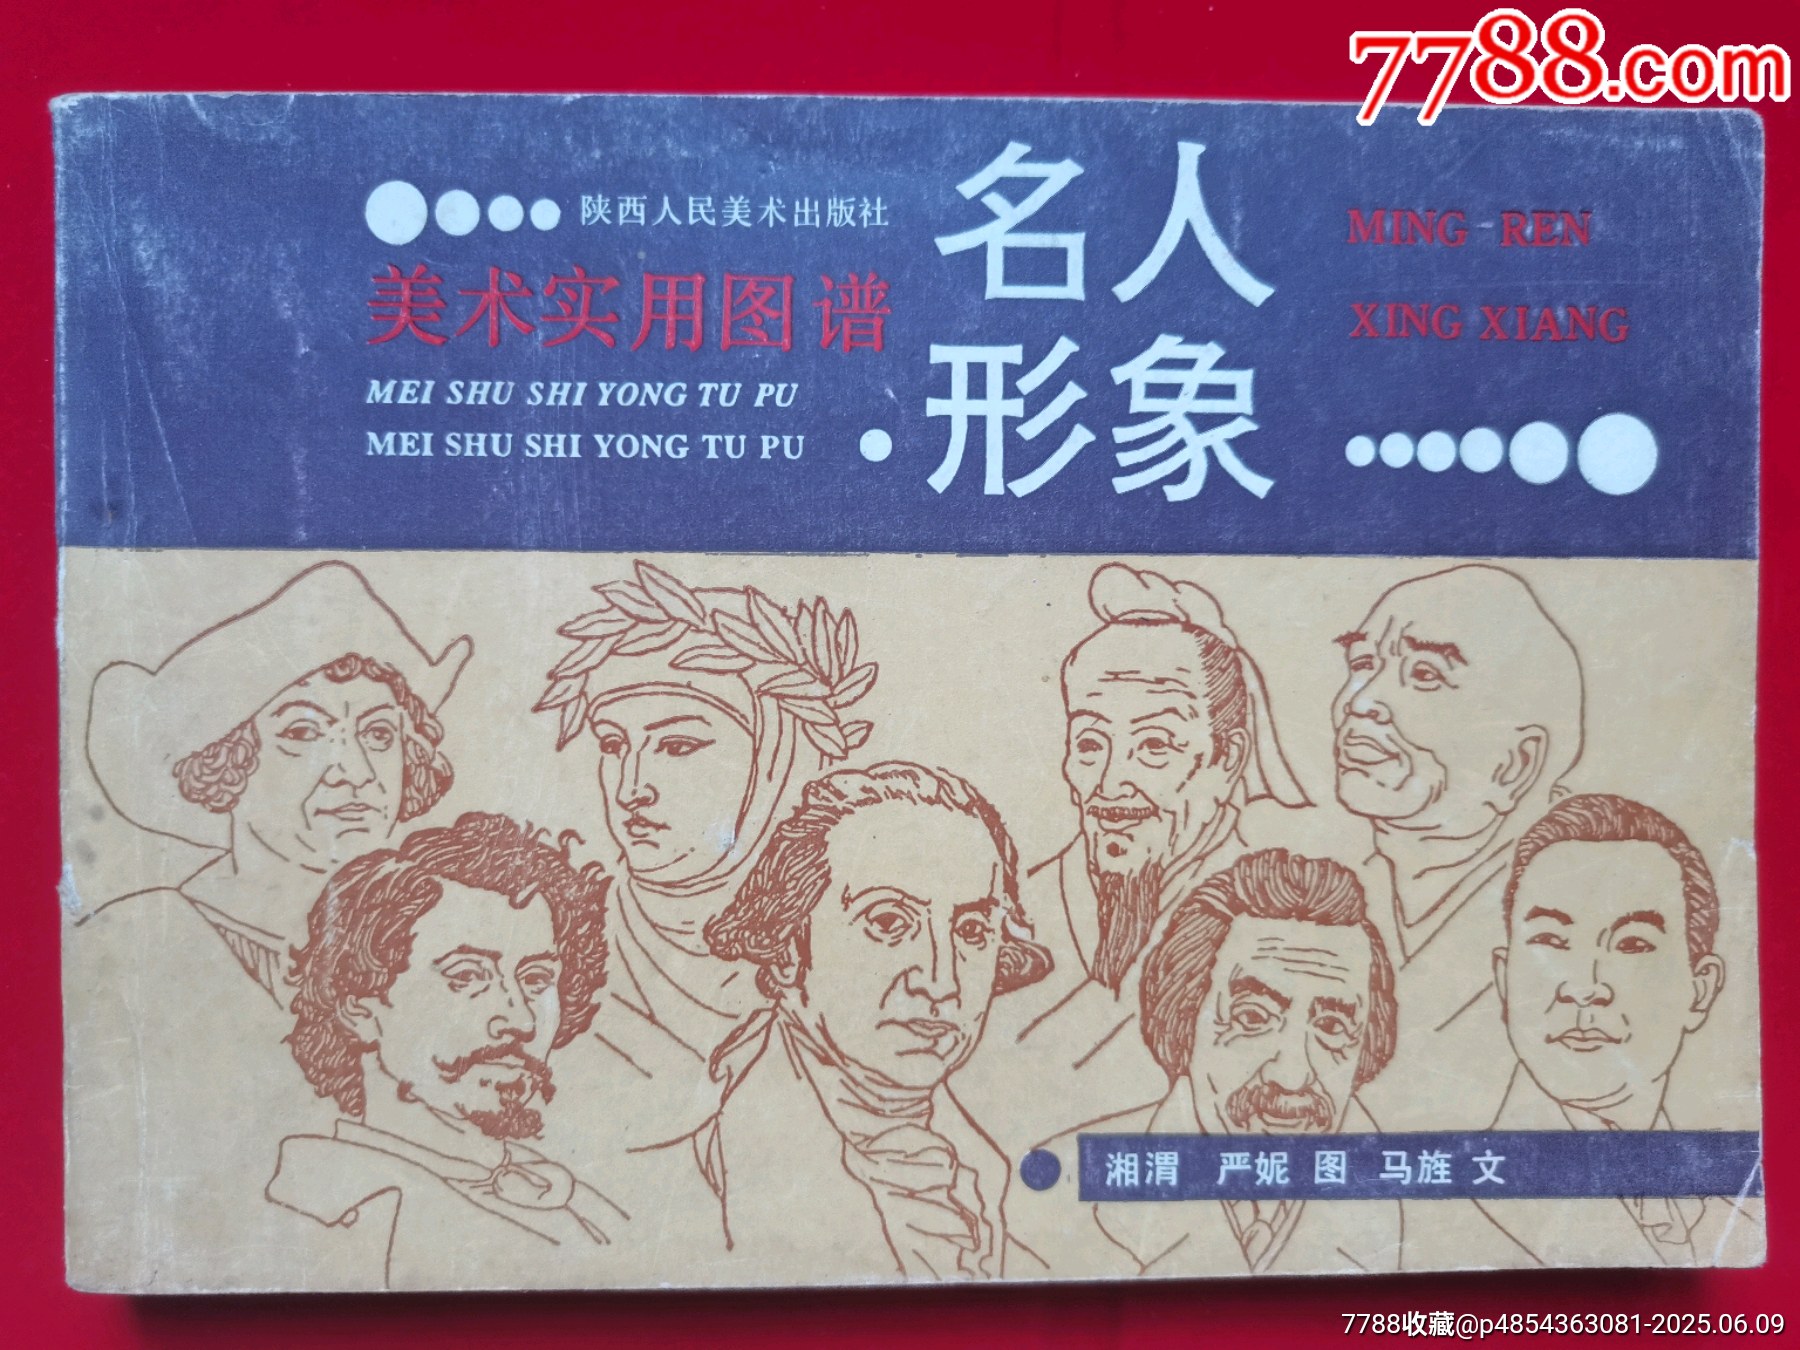 7788.com
陕西人民美术出版社
美术实用图谱
MEI SHU SHI YONG TU PU
MEI SHU SHI YONG TU PU
名人
·形象
MING REN
XING XIANG
湘渭 严妮 图 马旌 文
7788收藏@p4854363081-2025.06.09